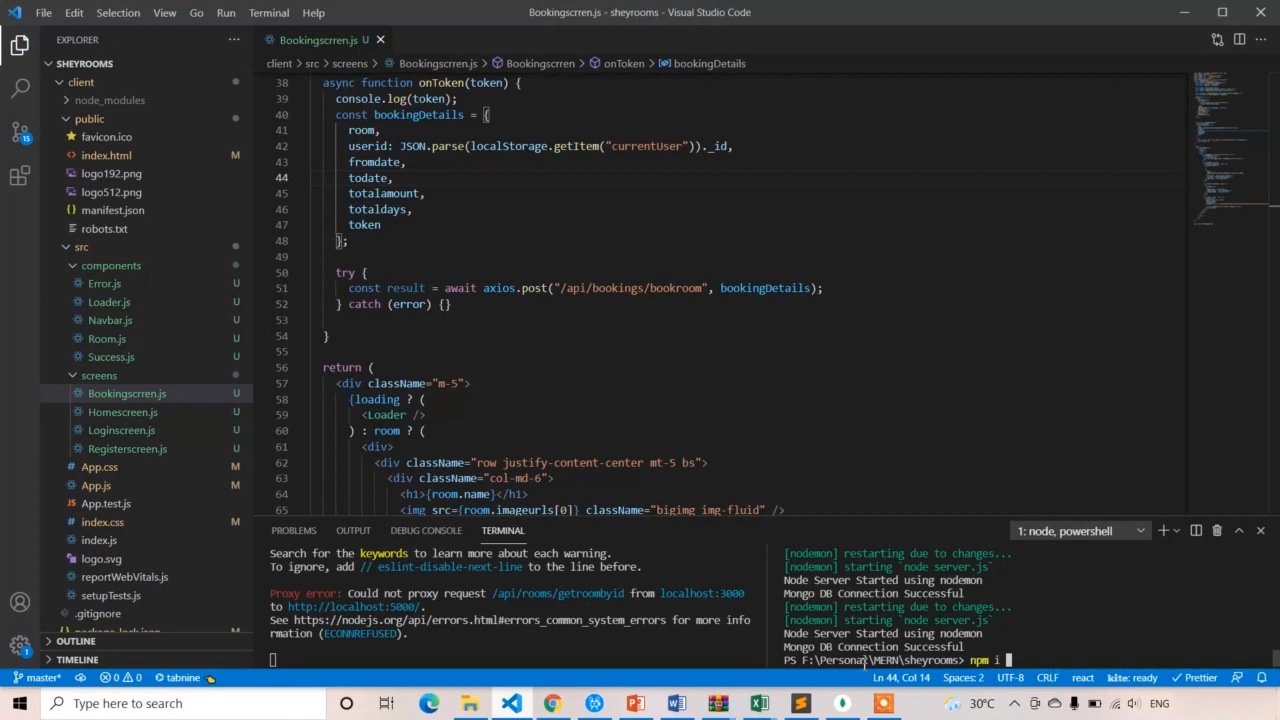 File Edit Selection View Go Run Terminal Help
Bookingscrren.js - sheyrooms - Visual Studio Code
EXPLORER
SHEYROOMS
client
node_modules
public
favicon.ico
index.html M
logo192.png
logo512.png
manifest.json
robots.txt
src
components
Error.js U
Loader.js U
Navbar.js U
Room.js U
Success.js U
screens
Bookingscrren.js U
Homescreen.js U
Loginscreen.js U
Registerscreen.js U
App.css M
App.js M
App.test.js
index.css M
index.js
logo.svg
reportWebVitals.js
setupTests.js
.gitignore
package-lock.json
OUTLINE
TIMELINE
15
1
Bookingscrren.js U
client > src > screens > Bookingscrren.js > Bookingscrren > onToken > bookingDetails
38 async function onToken(token) {
39 console.log(token);
40 const bookingDetails = {
41 room,
42 userid: JSON.parse(localStorage.getItem("currentUser"))._id,
43 fromdate,
44 todate,
45 totalamount,
46 totaldays,
47 token
48 };
49
50 try {
51 const result = await axios.post("/api/bookings/bookroom", bookingDetails);
52 } catch (error) {}
53
54 }
55
56 return (
57 <div className="m-5">
58 {loading ? (
59 <Loader />
60 ) : room ? (
61 <div>
62 <div className="row justify-content-center mt-5 bs">
63 <div className="col-md-6">
64 <h1>{room.name}</h1>
65 <img src={room.imageurls[0]} className="bigimg img-fluid" />
PROBLEMS OUTPUT DEBUG CONSOLE TERMINAL
1: node, powershell
Search for the keywords to learn more about each warning.
To ignore, add // eslint-disable-next-line to the line before.
Proxy error: Could not proxy request /api/rooms/getroombyid from localhost:3000
to http://localhost:5000/.
See https://nodejs.org/api/errors.html#errors_common_system_errors for more info
rmation (ECONNREFUSED).
[nodemon] restarting due to changes...
[nodemon] starting `node server.js`
Node Server Started using nodemon
Mongo DB Connection Successful
[nodemon] restarting due to changes...
[nodemon] starting `node server.js`
Node Server Started using nodemon
Mongo DB Connection Successful
PS F:\Personal\MERN\sheyrooms> npm i
master* 0 0 tabnine
Ln 44, Col 14 Spaces: 2 UTF-8 CRLF react kite: ready Prettier
Type here to search
30°C ENG